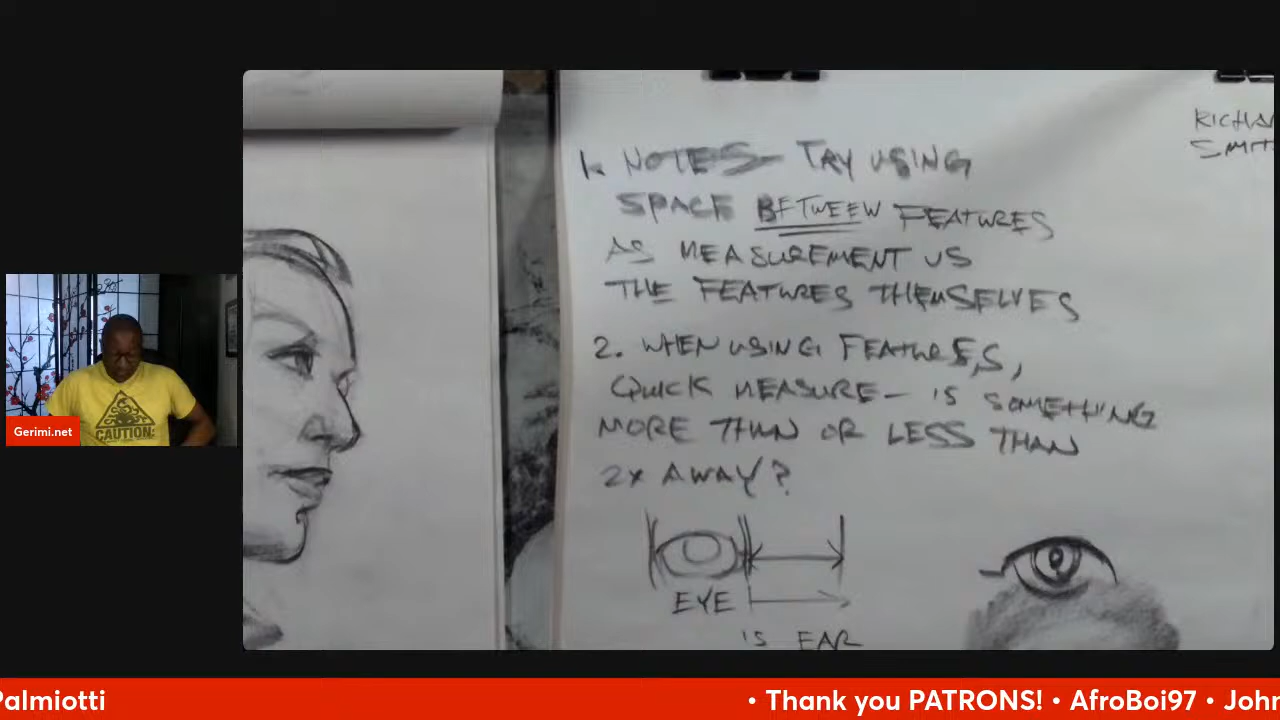 RICHA
SMIT
1. NOTES- TRY USING
SPACE BETWEEN FEATURES
AS MEASUREMENT VS
THE FEATURES THEMSELVES
2. WHEN USING FEATURES,
QUICK MEASURE- IS SOMETHING
MORE THAN OR LESS THAN
2X AWAY?
EYE
IS EAR
CAUTION:
Gerimi.net
Palmiotti • Thank you PATRONS! • AfroBoi97 • John